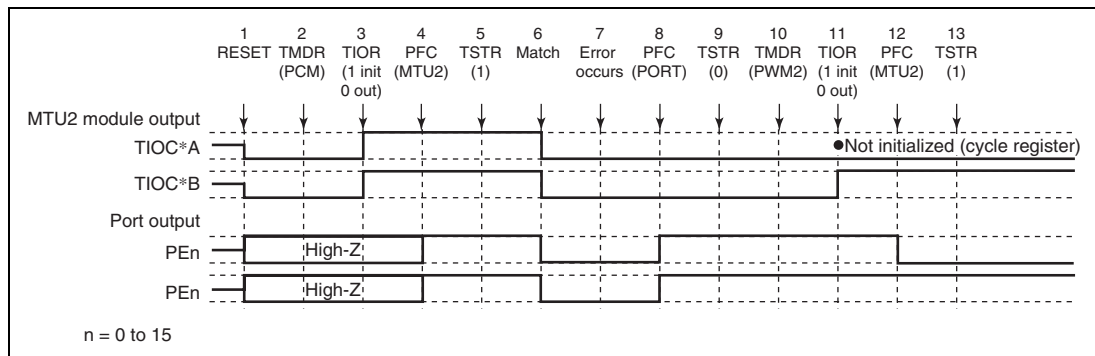 1 2 3 4 5 6 7 8 9 10 11 12 13
RESET TMDR TIOR PFC TSTR Match Error PFC TSTR TMDR TIOR PFC TSTR
(PCM) (1 init (MTU2) (1) occurs (PORT) (0) (PWM2) (1 init (MTU2) (1)
0 out) 0 out)
MTU2 module output
TIOC*A
●Not initialized (cycle register)
TIOC*B
Port output
PEn
High-Z
PEn
High-Z
n = 0 to 15